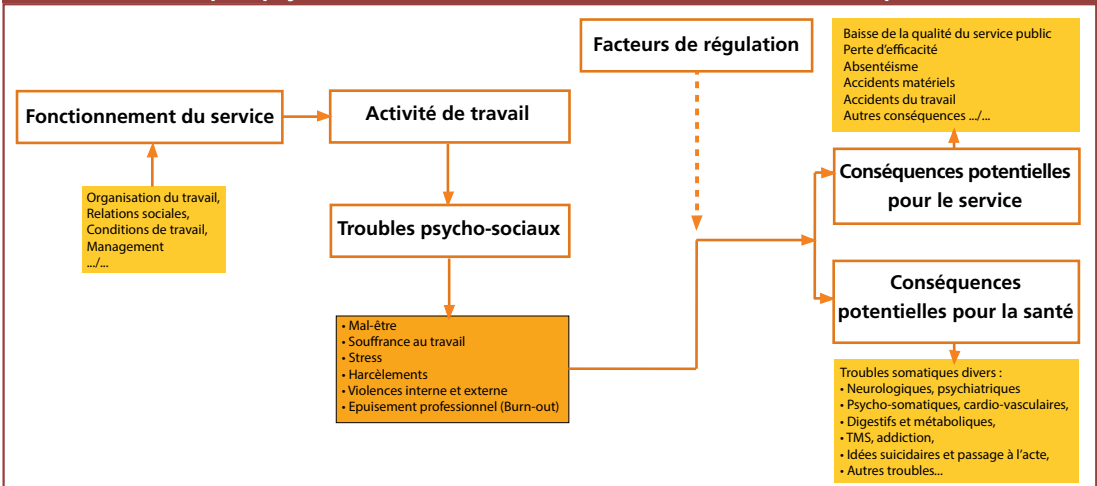 Facteurs de régulation
Baisse de la qualité du service public
Perte d'efficacité
Absentéisme
Accidents matériels
Accidents du travail
Autres conséquences .../...
Fonctionnement du service
Activité de travail
Organisation du travail,
Relations sociales,
Conditions de travail,
Management
.../...
Troubles psycho-sociaux
Conséquences potentielles
pour le service
Conséquences
potentielles pour la santé
• Mal-être
• Souffrance au travail
• Stress
• Harcèlements
• Violences interne et externe
• Epuisement professionnel (Burn-out)
Troubles somatiques divers :
• Neurologiques, psychiatriques
• Psycho-somatiques, cardio-vasculaires,
• Digestifs et métaboliques,
• TMS, addiction,
• Idées suicidaires et passage à l'acte,
• Autres troubles...